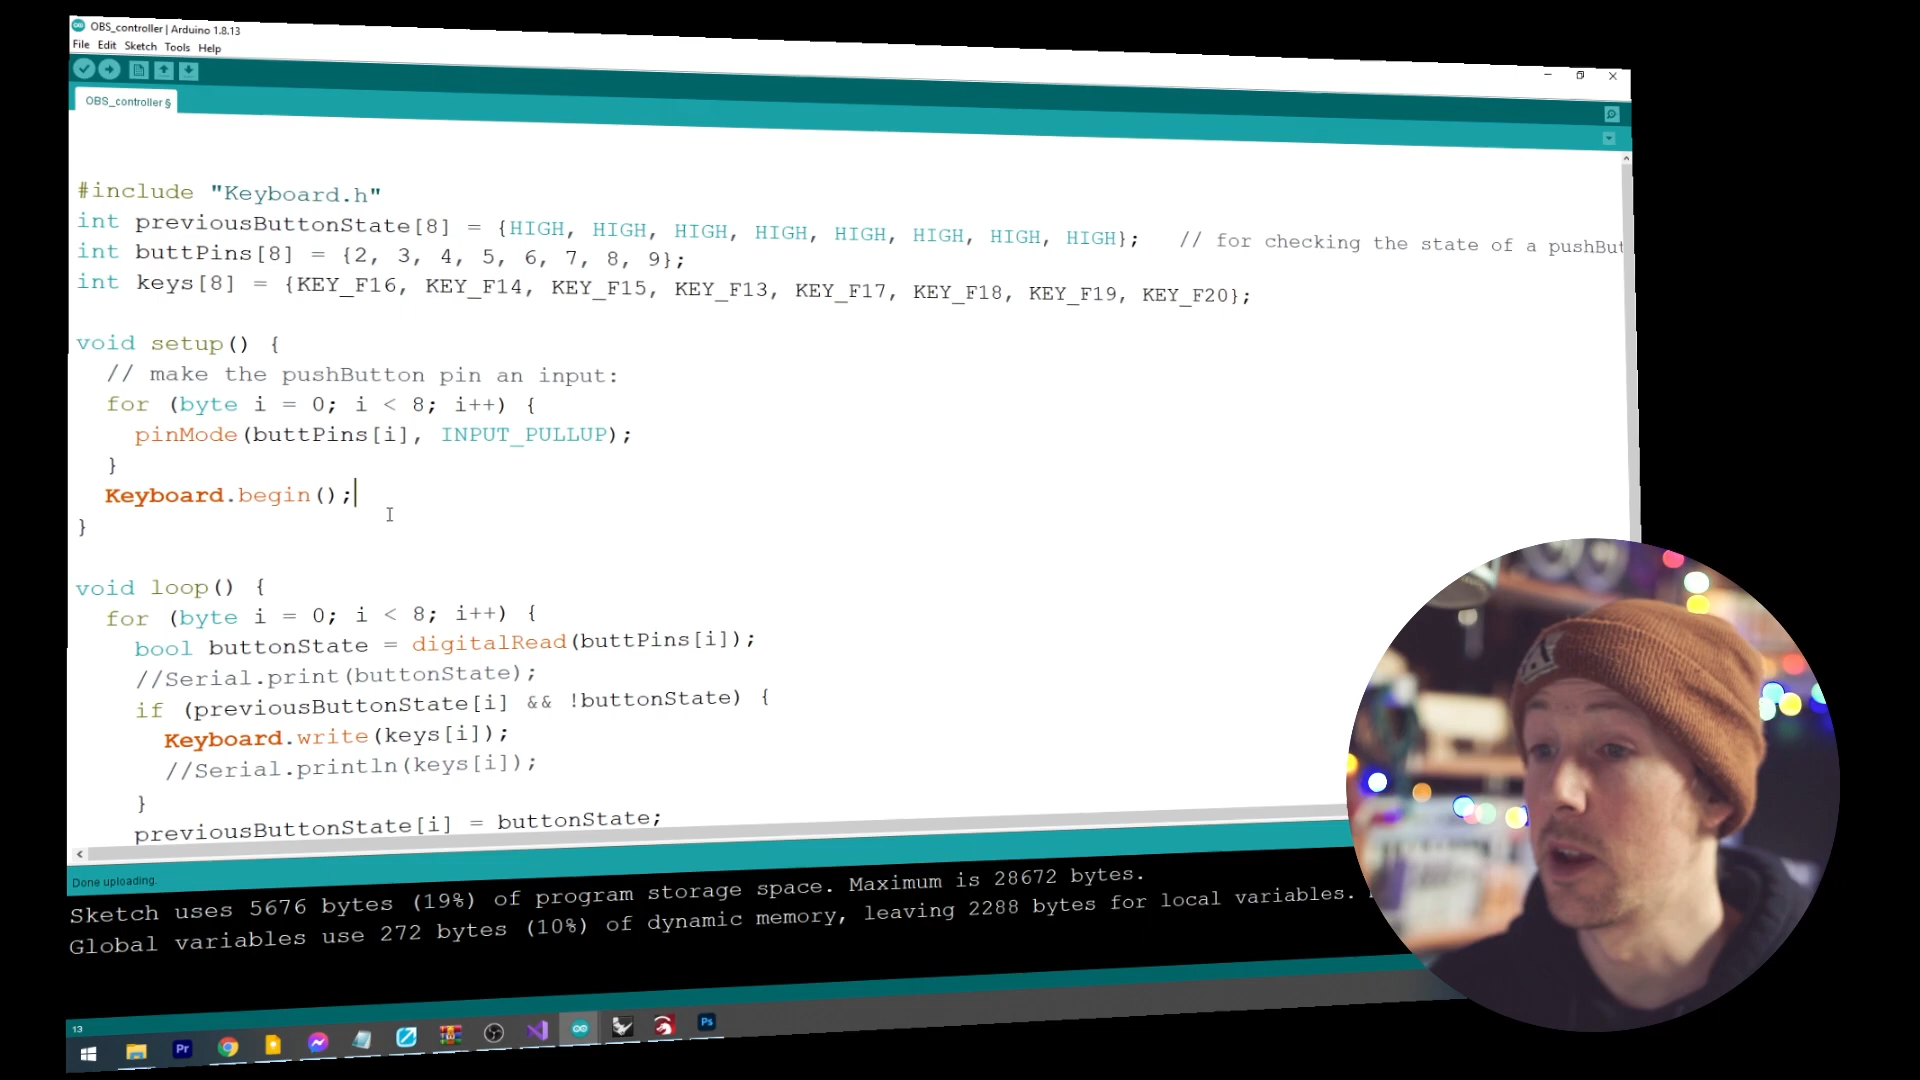 OBS_controller | Arduino 1.8.13
File Edit Sketch Tools Help
OBS_controller §
#include "Keyboard.h"
int previousButtonState[8] = {HIGH, HIGH, HIGH, HIGH, HIGH, HIGH, HIGH, HIGH};   // for checking the state of a pushBut
int buttPins[8] = {2, 3, 4, 5, 6, 7, 8, 9};
int keys[8] = {KEY_F16, KEY_F14, KEY_F15, KEY_F13, KEY_F17, KEY_F18, KEY_F19, KEY_F20};
void setup() {
// make the pushButton pin an input:
for (byte i = 0; i < 8; i++) {
pinMode(buttPins[i], INPUT_PULLUP);
}
Keyboard.begin();
}
void loop() {
for (byte i = 0; i < 8; i++) {
bool buttonState = digitalRead(buttPins[i]);
//Serial.print(buttonState);
if (previousButtonState[i] && !buttonState) {
Keyboard.write(keys[i]);
//Serial.println(keys[i]);
}
previousButtonState[i] = buttonState;
Done uploading.
Sketch uses 5676 bytes (19%) of program storage space. Maximum is 28672 bytes.
Global variables use 272 bytes (10%) of dynamic memory, leaving 2288 bytes for local variables.
13
Pr
Ps